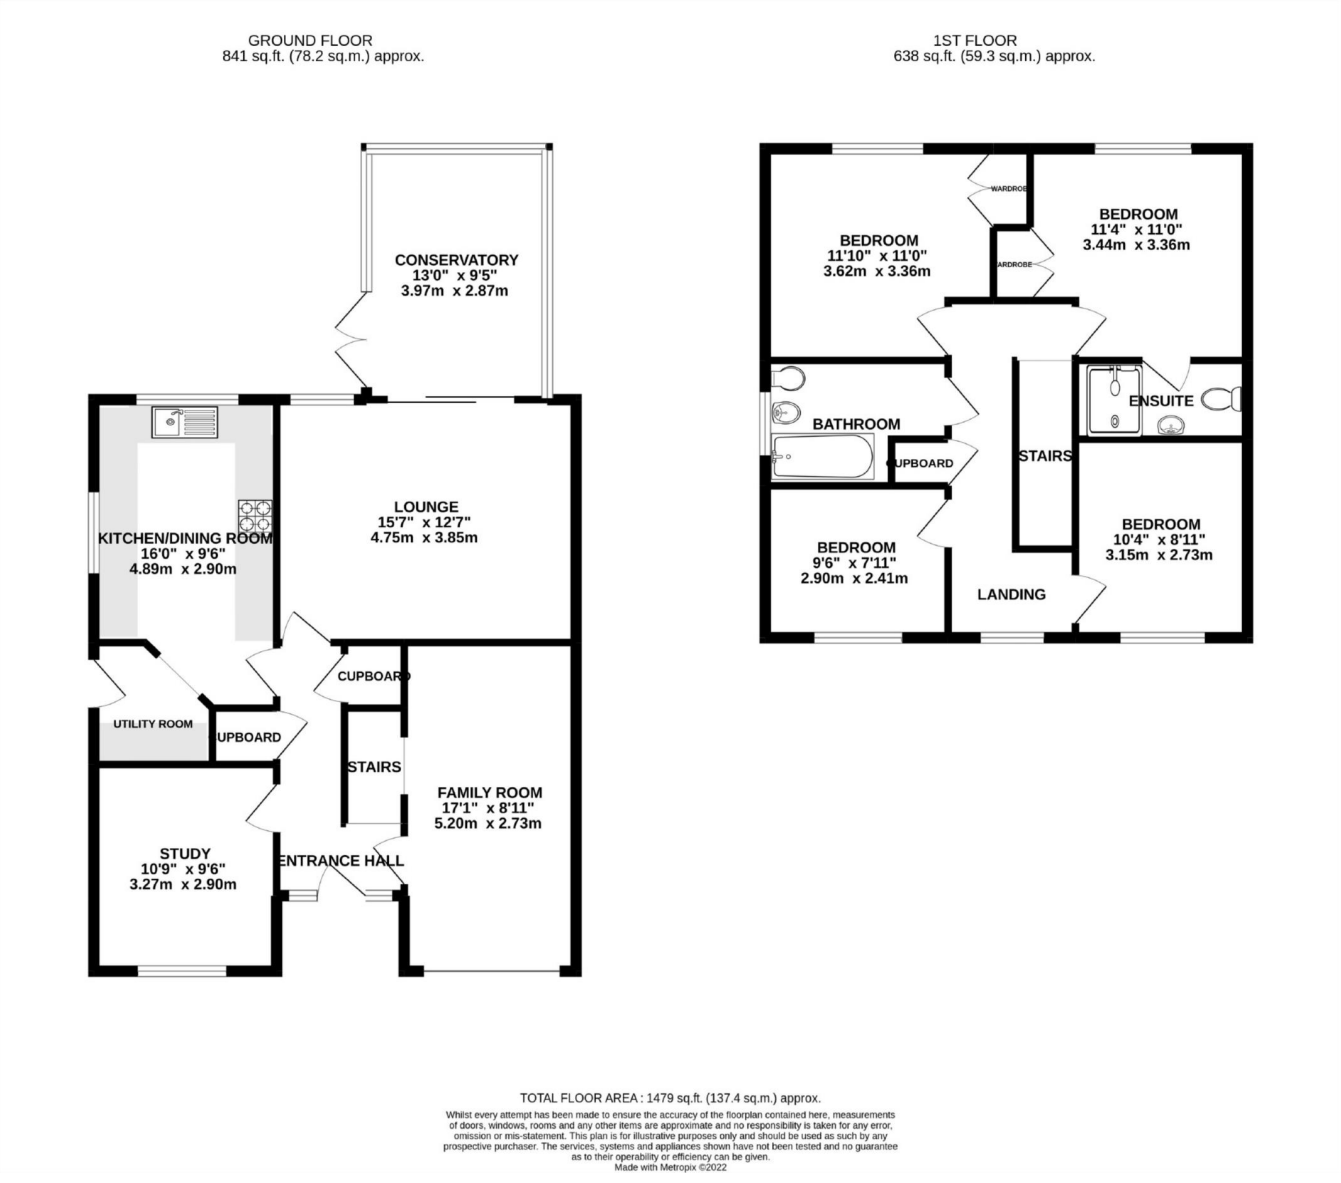 GROUND FLOOR
841 sq.ft. (78.2 sq.m.) approx.
1ST FLOOR
638 sq.ft. (59.3 sq.m.) approx.
CONSERVATORY
13'0" x 9'5"
3.97m x 2.87m
KITCHEN/DINING ROOM
16'0" x 9'6"
4.89m x 2.90m
LOUNGE
15'7" x 12'7"
4.75m x 3.85m
CUPBOARD
UTILITY ROOM
UPBOARD
STAIRS
FAMILY ROOM
17'1" x 8'11"
5.20m x 2.73m
STUDY
10'9" x 9'6"
3.27m x 2.90m
ENTRANCE HALL
BEDROOM
11'10" x 11'0"
3.62m x 3.36m
WARDROBE
ARDROBE
BEDROOM
11'4" x 11'0"
3.44m x 3.36m
BATHROOM
CUPBOARD
ENSUITE
STAIRS
BEDROOM
9'6" x 7'11"
2.90m x 2.41m
LANDING
BEDROOM
10'4" x 8'11"
3.15m x 2.73m
TOTAL FLOOR AREA : 1479 sq.ft. (137.4 sq.m.) approx.
Whilst every attempt has been made to ensure the accuracy of the floorplan contained here, measurements
of doors, windows, rooms and any other items are approximate and no responsibility is taken for any error,
omission or mis-statement. This plan is for illustrative purposes only and should be used as such by any
prospective purchaser. The services, systems and appliances shown have not been tested and no guarantee
as to their operability or efficiency can be given.
Made with Metropix ©2022